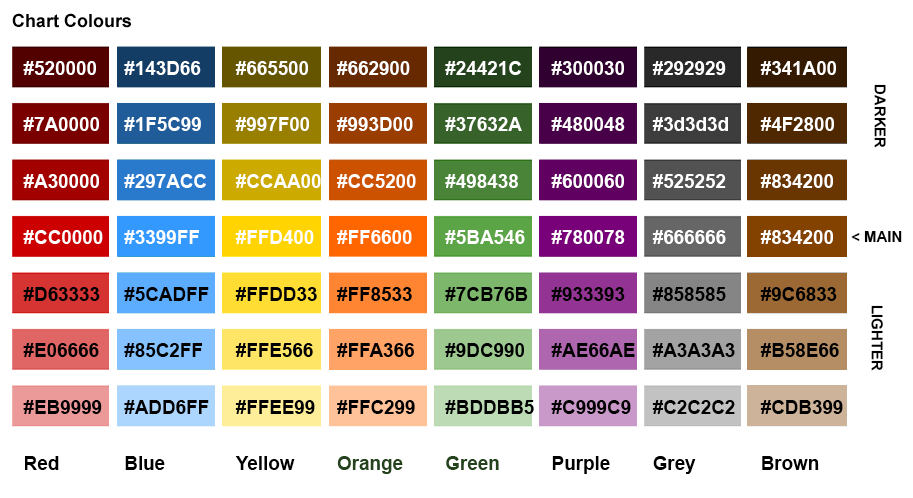 Chart Colours
#520000 #143D66 #665500 #662900 #24421C #300030 #292929 #341A00
#7A0000 #1F5C99 #997F00 #993D00 #37632A #480048 #3d3d3d #4F2800
DARKER
#A30000 #297ACC #CCAA00 #CC5200 #498438 #600060 #525252 #834200
#CC0000 #3399FF #FFD400 #FF6600 #5BA546 #780078 #666666 #834200 < MAIN
#D63333 #5CADFF #FFDD33 #FF8533 #7CB76B #933393 #858585 #9C6833
#E06666 #85C2FF #FFE566 #FFA366 #9DC990 #AE66AE #A3A3A3 #B58E66
LIGHTER
#EB9999 #ADD6FF #FFEE99 #FFC299 #BDDBB5 #C999C9 #C2C2C2 #CDB399
Red Blue Yellow Orange Green Purple Grey Brown